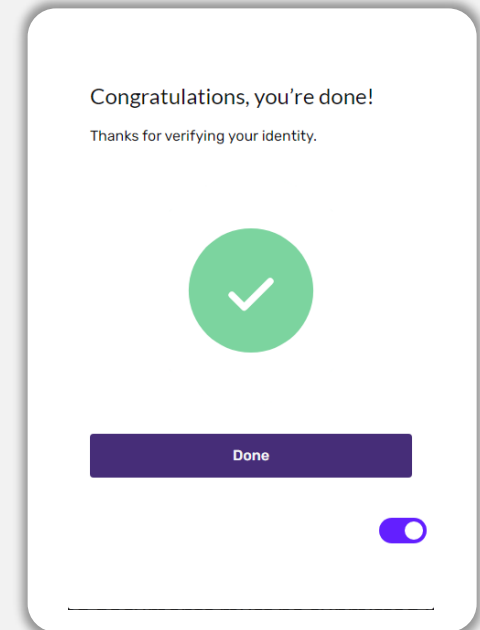 Congratulations, you’re done!
Thanks for verifying your identity.
Done